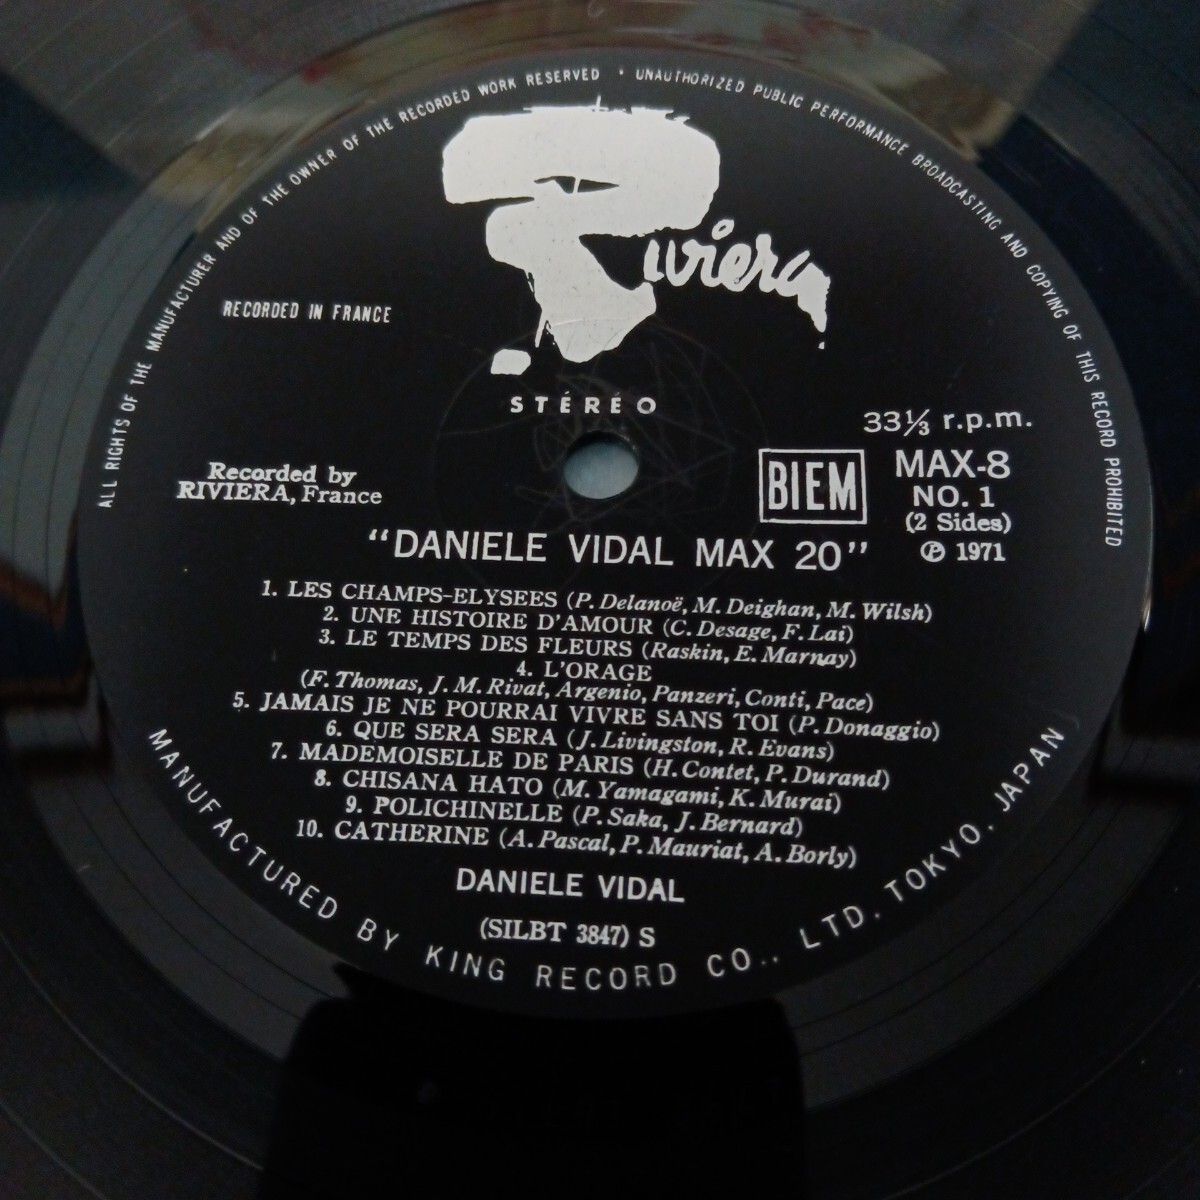 ALL RIGHTS OF THE MANUFACTURER AND OF THE OWNER OF THE RECORDED WORK RESERVED • UNAUTHORIZED PUBLIC PERFORMANCE BROADCASTING AND COPYING OF THIS RECORD PROHIBITED
Riviera
RECORDED IN FRANCE
STÉRÉO
33⅓ r.p.m.
Recorded by
RIVIERA, France
BIEM
MAX-8
NO. 1
(2 Sides)
℗ 1971
“DANIELE VIDAL MAX 20”
1. LES CHAMPS-ELYSEES (P. Delanoë, M. Deighan, M. Wilsh)
2. UNE HISTOIRE D'AMOUR (C. Desage, F. Lai)
3. LE TEMPS DES FLEURS (Raskin, E. Marnay)
4. L'ORAGE
(F. Thomas, J. M. Rivat, Argenio, Panzeri, Conti, Pace)
5. JAMAIS JE NE POURRAI VIVRE SANS TOI (P. Donaggio)
6. QUE SERA SERA (J. Livingston, R. Evans)
7. MADEMOISELLE DE PARIS (H. Contet, P. Durand)
8. CHISANA HATO (M. Yamagami, K. Murai)
9. POLICHINELLE (P. Saka, J. Bernard)
10. CATHERINE (A. Pascal, P. Mauriat, A. Borly)
DANIELE VIDAL
(SILBT 3847) S
MANUFACTURED BY KING RECORD CO., LTD. TOKYO, JAPAN